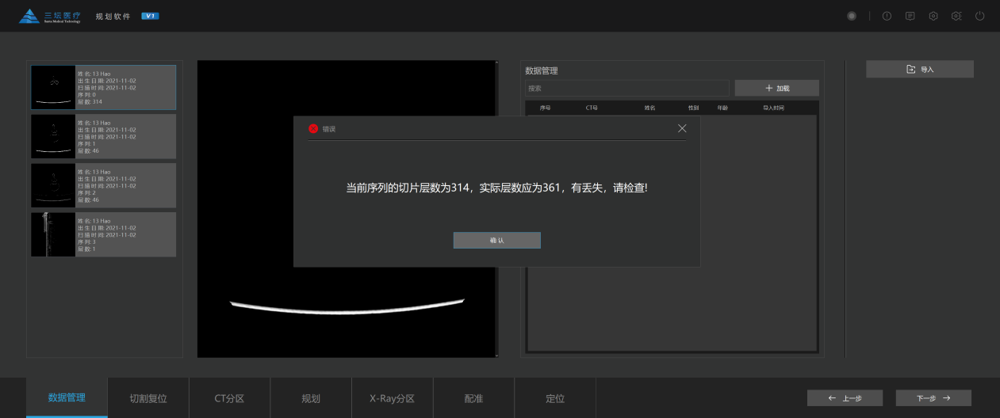 三坛医疗
Santa Medical Technology
规划软件
V1
姓名: 13 Hao
出生日期: 2021-11-02
扫描时间: 2021-11-02
序列: 0
层数: 314
姓名: 13 Hao
出生日期: 2021-11-02
扫描时间: 2021-11-02
序列: 1
层数: 46
姓名: 13 Hao
出生日期: 2021-11-02
扫描时间: 2021-11-02
序列: 2
层数: 46
姓名: 13 Hao
出生日期: 2021-11-02
扫描时间: 2021-11-02
序列: 3
层数: 1
数据管理
搜索
加载
序号 CT号 姓名 性别 年龄 导入时间
导入
错误
当前序列的切片层数为314，实际层数应为361，有丢失，请检查!
确认
数据管理 切割复位 CT分区 规划 X-Ray分区 配准 定位
上一步 下一步